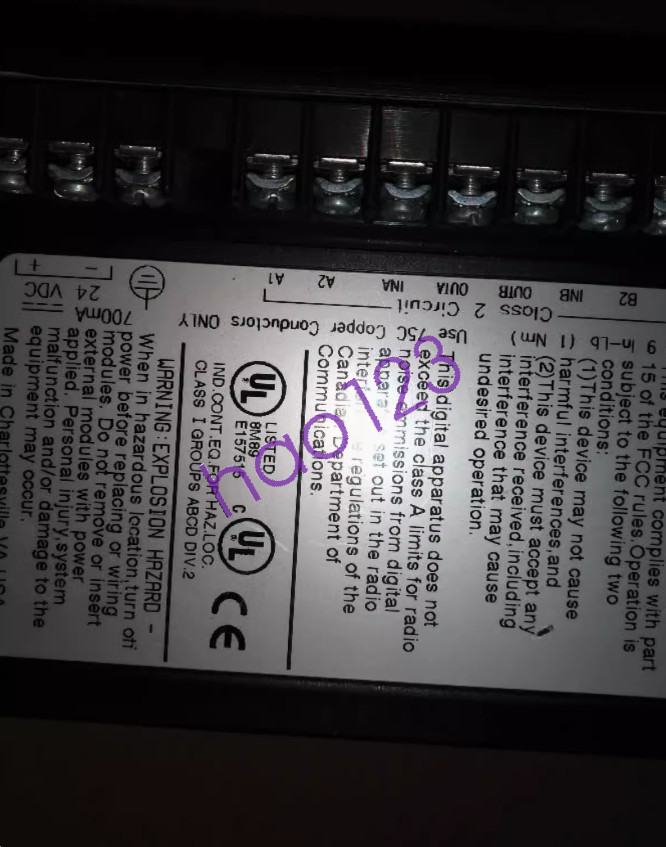 + −
24 VDC
700mA
A1
A2
INA
OUTA
OUTB
INB
B2
Class 2 Circuit
Use 75C Copper Conductors ONLY
9 In-Lb (1 Nm)
equipment complies with part
15 of the FCC rules. Operation is
subject to the following two
conditions:
(1)This device may not cause
harmful interferences, and
(2)This device must accept any
interference received, including
interference that may cause
undesired operation.
This digital apparatus does not
exceed the class A limits for radio
noise emmissions from digital
set out in the radio
regulations of the
Department of
Communications.
UL
LISTED
E157516
C UL
IND.CONT.EQ.FOR HAZ.LOC.
CLASS I GROUPS ABCD DIV.2
CE
WARNING:EXPLOSION HAZARD -
When in hazardous location, turn off
power before replacing or wiring
modules. Do not remove or insert
external modules with power
applied. Personal injury, system
malfunction and/or damage to the
equipment may occur.
Made in Charlottesville VA USA
hao123